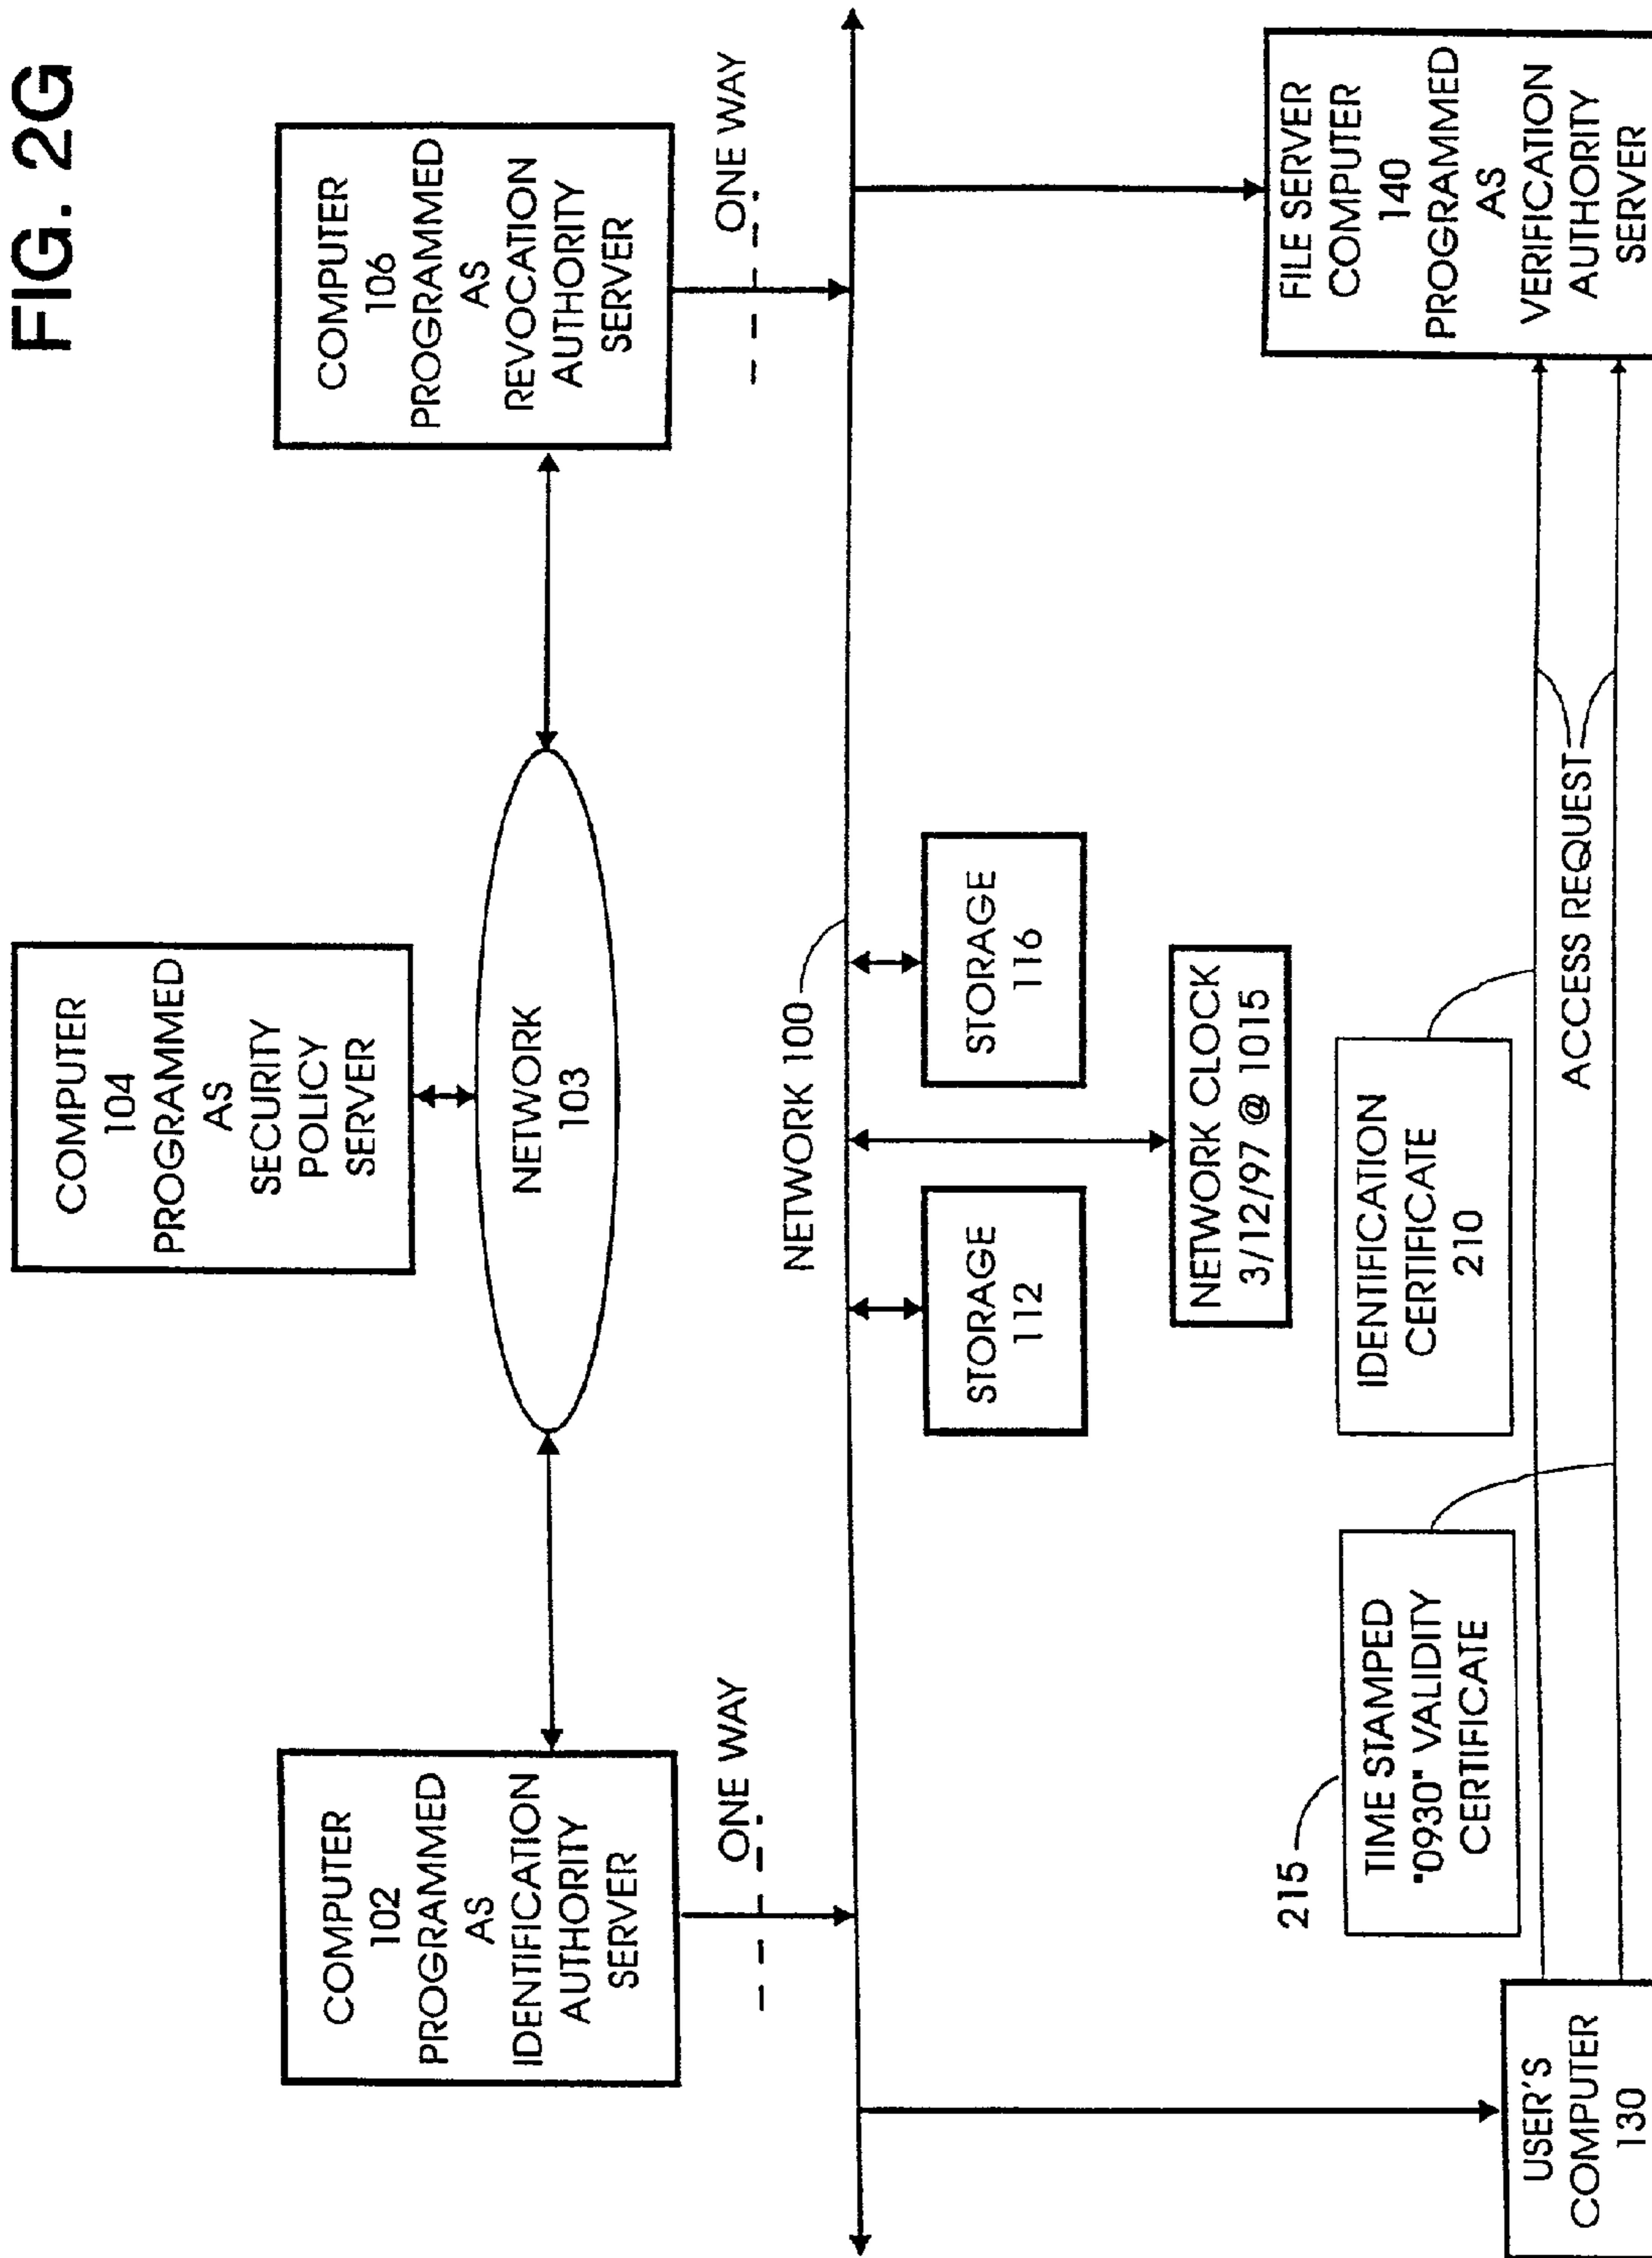 FIG. 2G
COMPUTER
104
PROGRAMMED
AS
SECURITY
POLICY
SERVER
COMPUTER
102
PROGRAMMED
AS
IDENTIFICATION
AUTHORITY
SERVER
NETWORK
103
COMPUTER
106
PROGRAMMED
AS
REVOCATION
AUTHORITY
SERVER
ONE WAY
ONE WAY
NETWORK 100
STORAGE
112
STORAGE
116
NETWORK CLOCK
3/12/97 @ 1015
215
TIME STAMPED
"0930" VALIDITY
CERTIFICATE
IDENTIFICATION
CERTIFICATE
210
ACCESS REQUEST
USER'S
COMPUTER
130
FILE SERVER
COMPUTER
140
PROGRAMMED
AS
VERIFICATION
AUTHORITY
SERVER